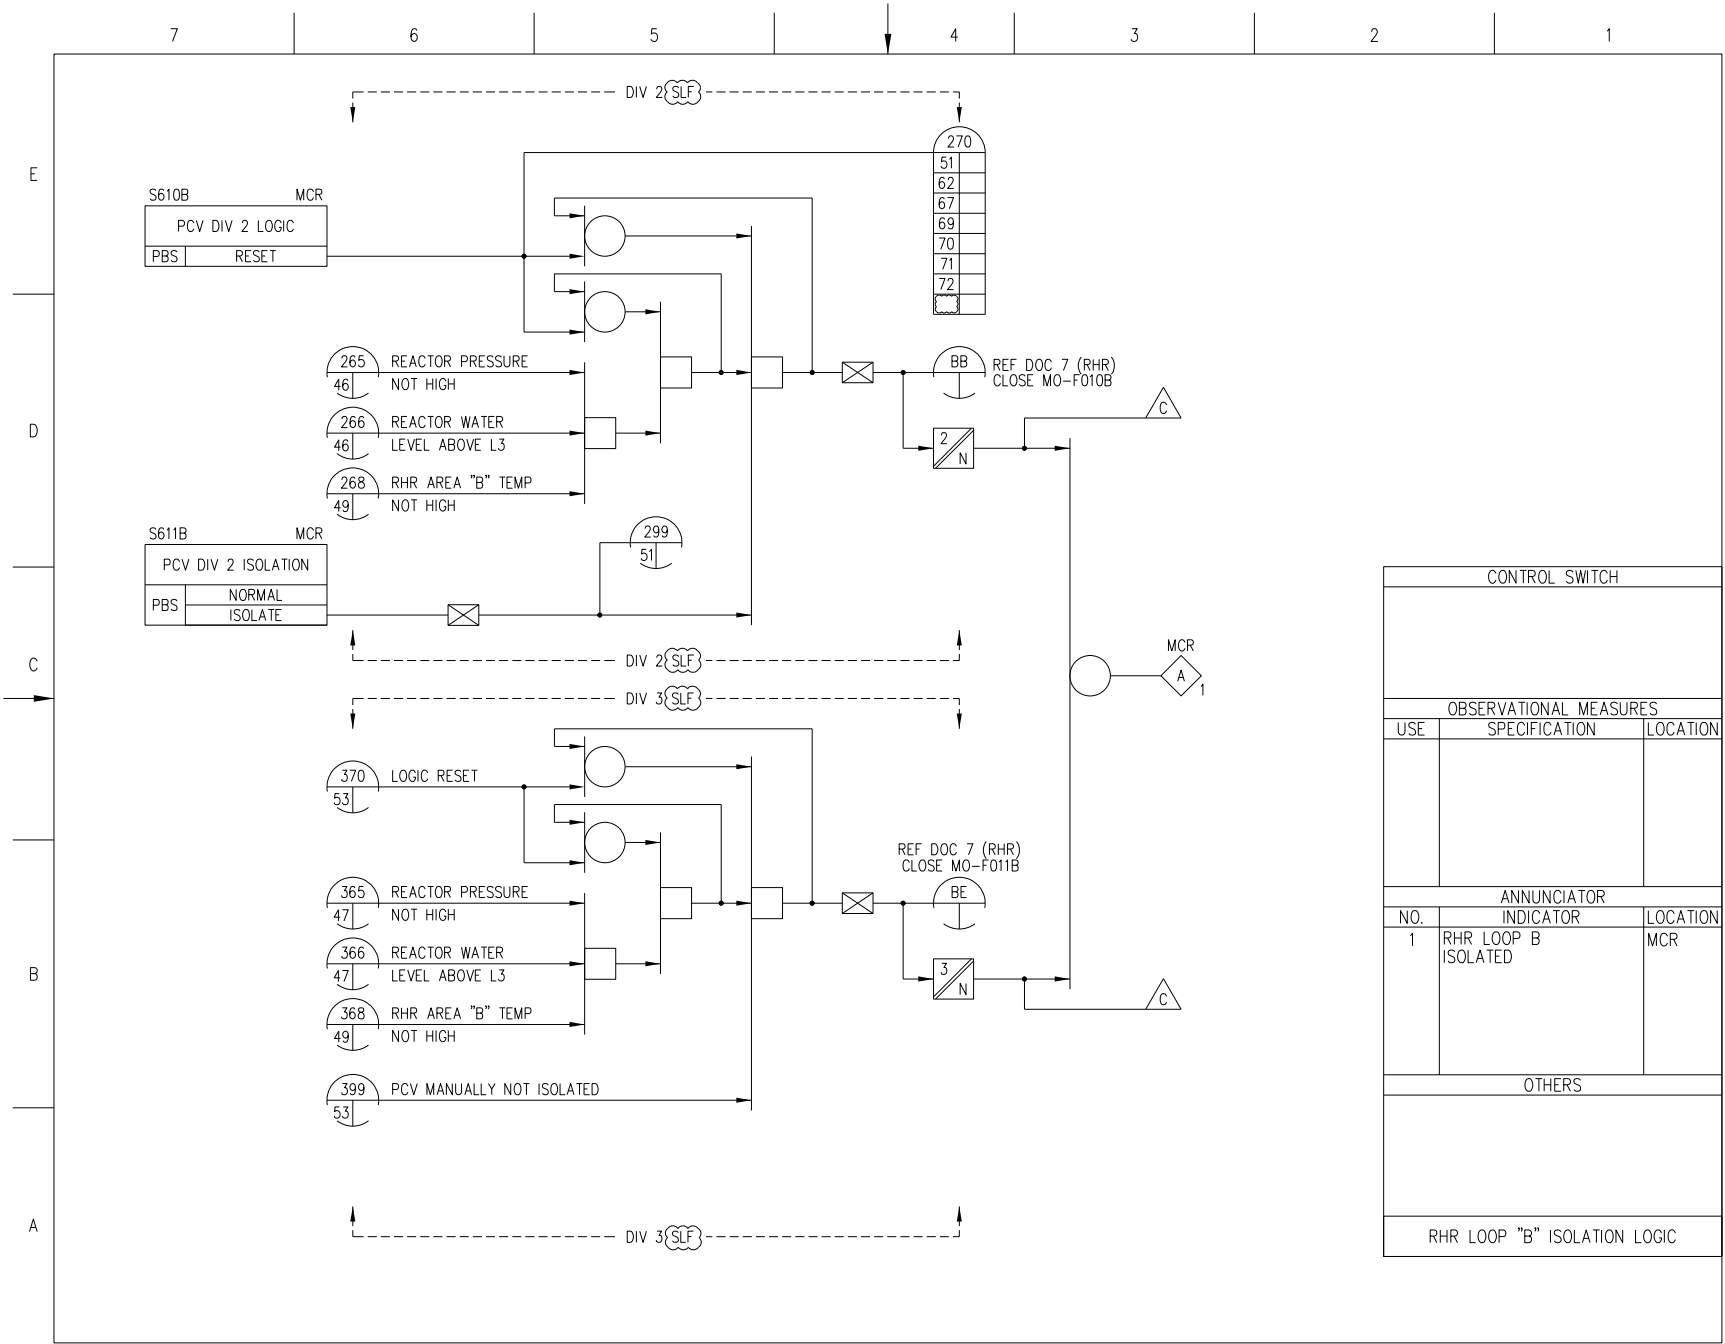 7 6 5 4 3 2 1
E
D
C
B
A
DIV 2 SLF
270
51
62
67
69
70
71
72
S610B MCR
PCV DIV 2 LOGIC
PBS RESET
265
46
REACTOR PRESSURE
NOT HIGH
266
46
REACTOR WATER
LEVEL ABOVE L3
268
49
RHR AREA "B" TEMP
NOT HIGH
BB
REF DOC 7 (RHR)
CLOSE MO-F010B
2
N
C
S611B MCR
PCV DIV 2 ISOLATION
PBS
NORMAL
ISOLATE
299
51
DIV 2 SLF
MCR
A
1
DIV 3 SLF
370
53
LOGIC RESET
365
47
REACTOR PRESSURE
NOT HIGH
366
47
REACTOR WATER
LEVEL ABOVE L3
368
49
RHR AREA "B" TEMP
NOT HIGH
399
53
PCV MANUALLY NOT ISOLATED
REF DOC 7 (RHR)
CLOSE MO-F011B
BE
3
N
C
DIV 3 SLF
CONTROL SWITCH
OBSERVATIONAL MEASURES
USE SPECIFICATION LOCATION
ANNUNCIATOR
NO. INDICATOR LOCATION
1 RHR LOOP B MCR
ISOLATED
OTHERS
RHR LOOP "B" ISOLATION LOGIC